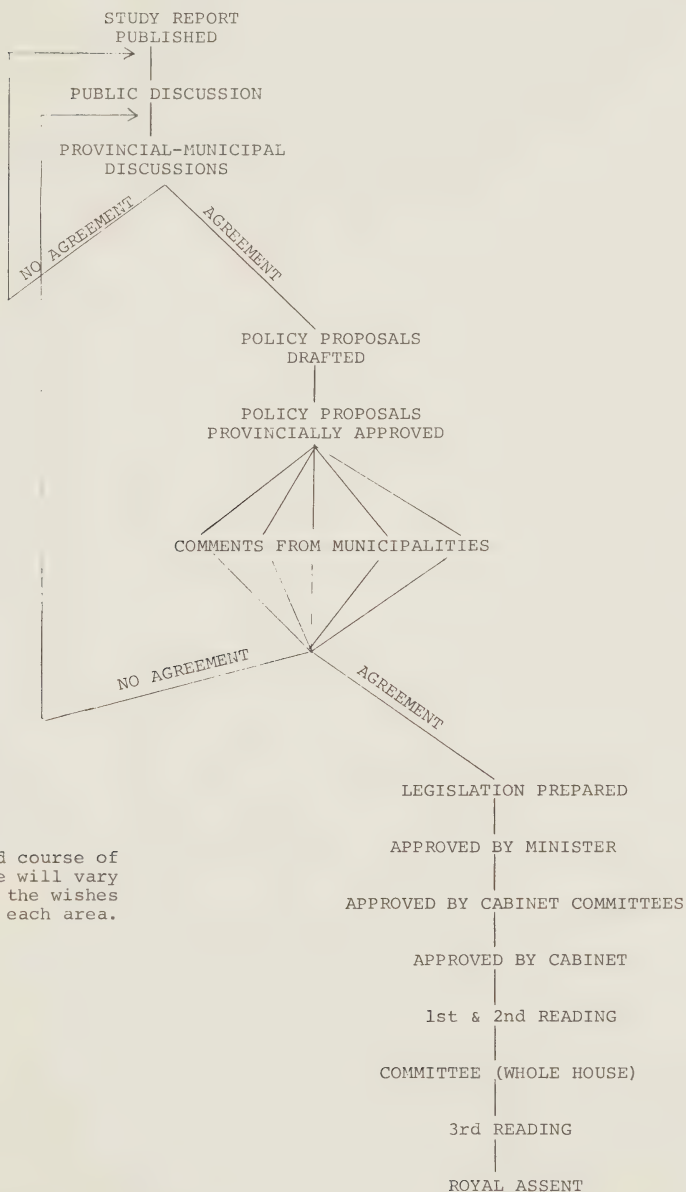 STUDY REPORT
PUBLISHED
PUBLIC DISCUSSION
PROVINCIAL-MUNICIPAL
DISCUSSIONS
NO AGREEMENT
AGREEMENT
POLICY PROPOSALS
DRAFTED
POLICY PROPOSALS
PROVINCIALLY APPROVED
COMMENTS FROM MUNICIPALITIES
NO AGREEMENT
AGREEMENT
LEGISLATION PREPARED
APPROVED BY MINISTER
APPROVED BY CABINET COMMITTEES
APPROVED BY CABINET
1st & 2nd READING
COMMITTEE (WHOLE HOUSE)
3rd READING
ROYAL ASSENT
course of
e will vary
the wishes
each area.